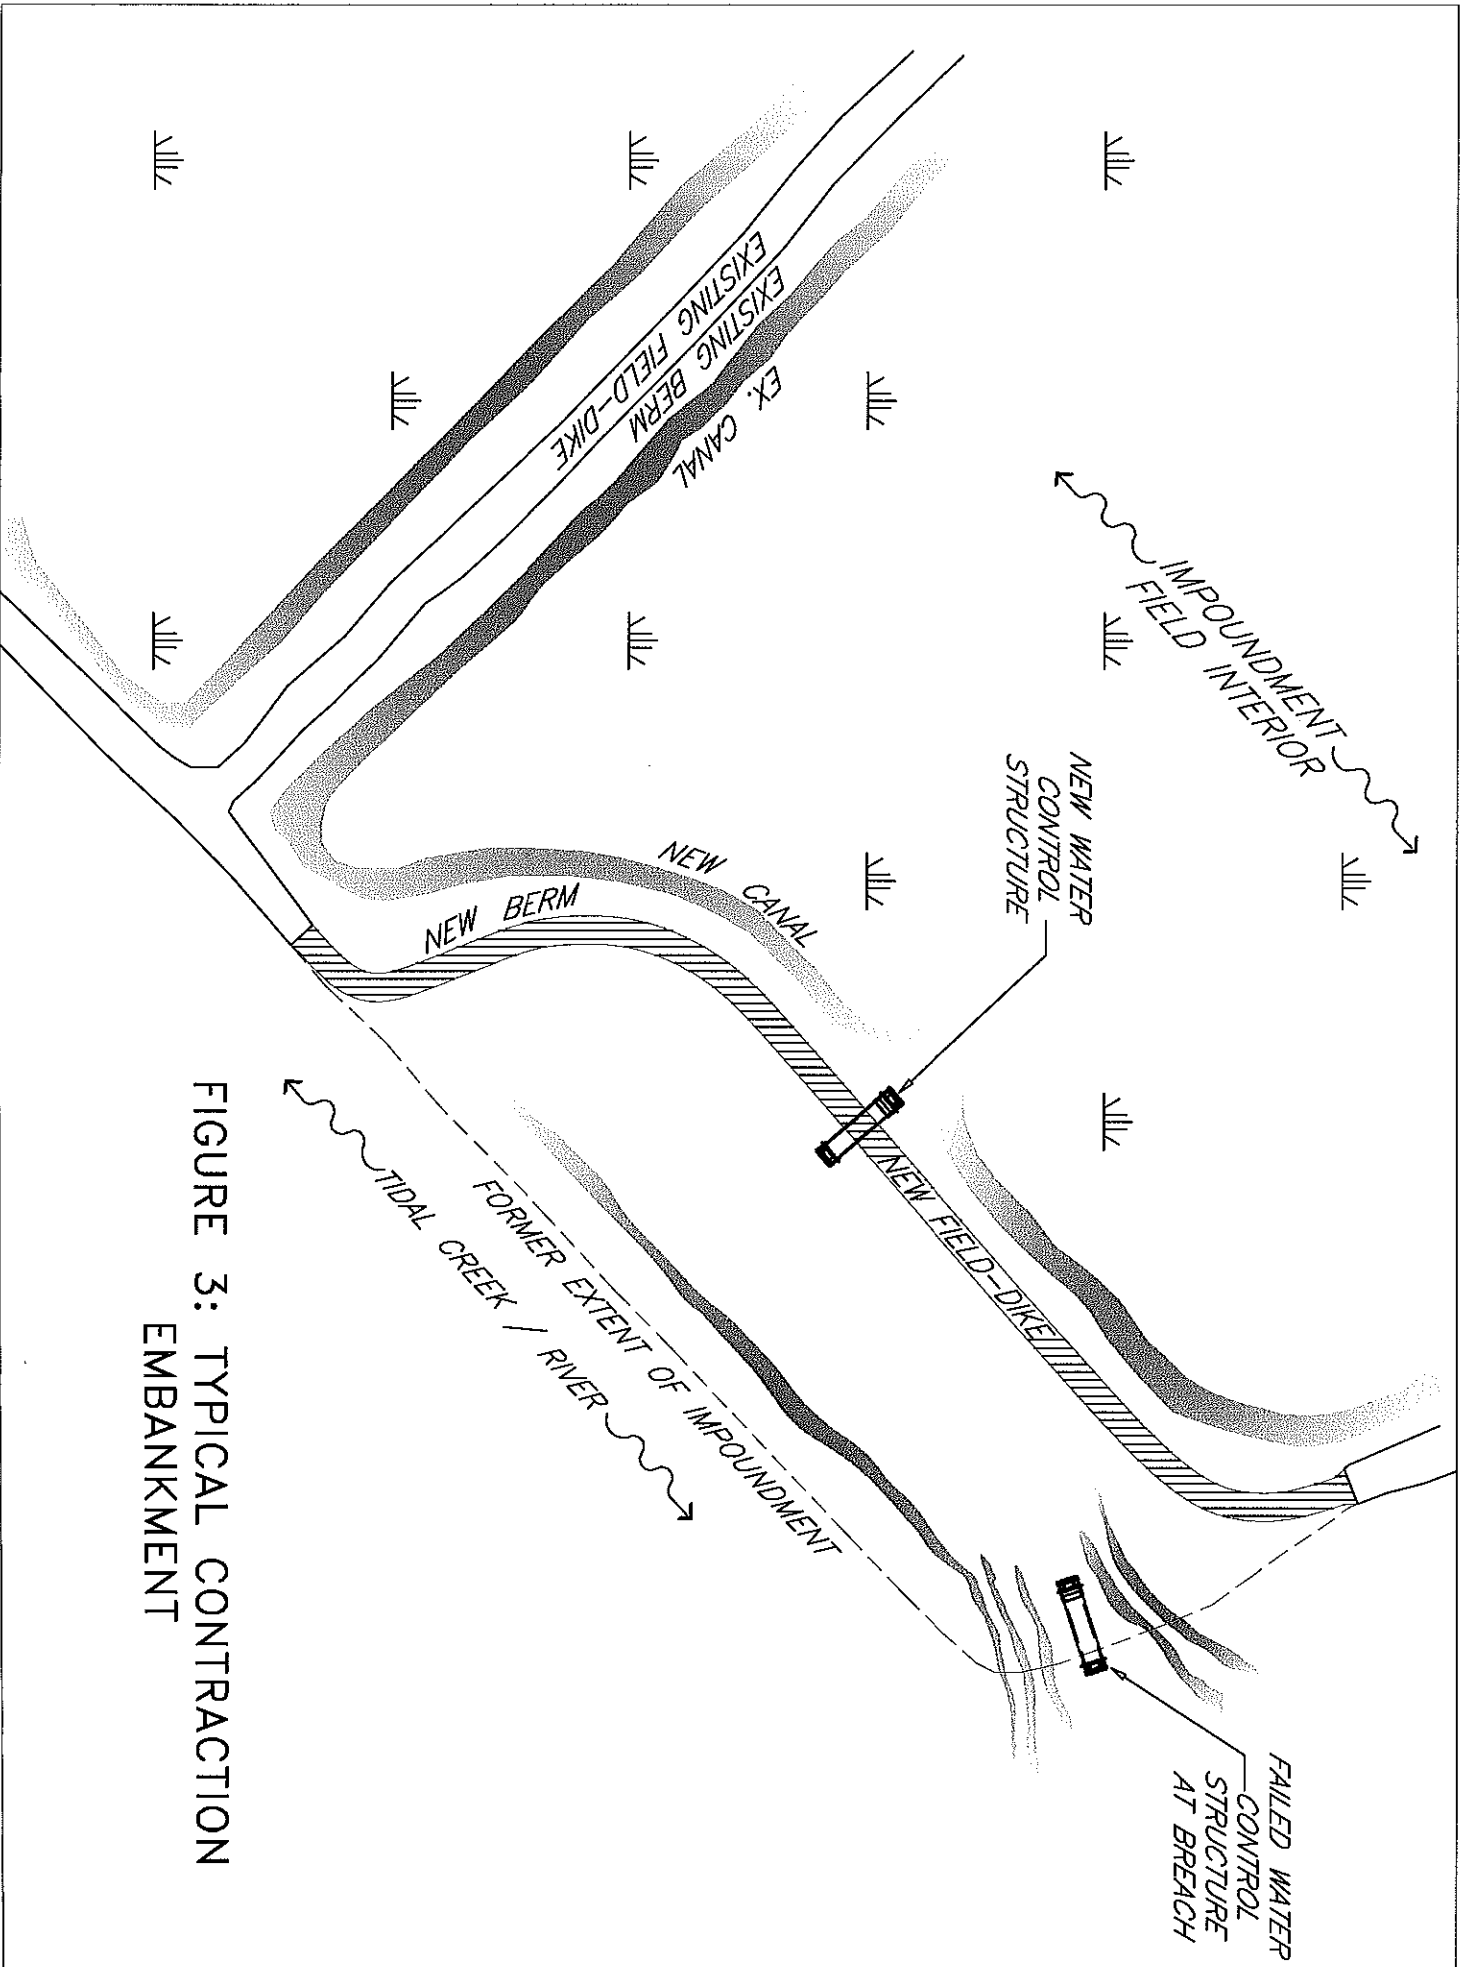 IMPOUNDMENT
FIELD INTERIOR
EX. CANAL
EXISTING BERM
EXISTING FIELD-DIKE
NEW WATER
CONTROL
STRUCTURE
NEW CANAL
NEW BERM
NEW FIELD-DIKE
FAILED WATER
CONTROL
STRUCTURE
AT BREACH
FORMER EXTENT OF IMPOUNDMENT
TIDAL CREEK / RIVER
FIGURE 3: TYPICAL CONTRACTION
EMBANKMENT